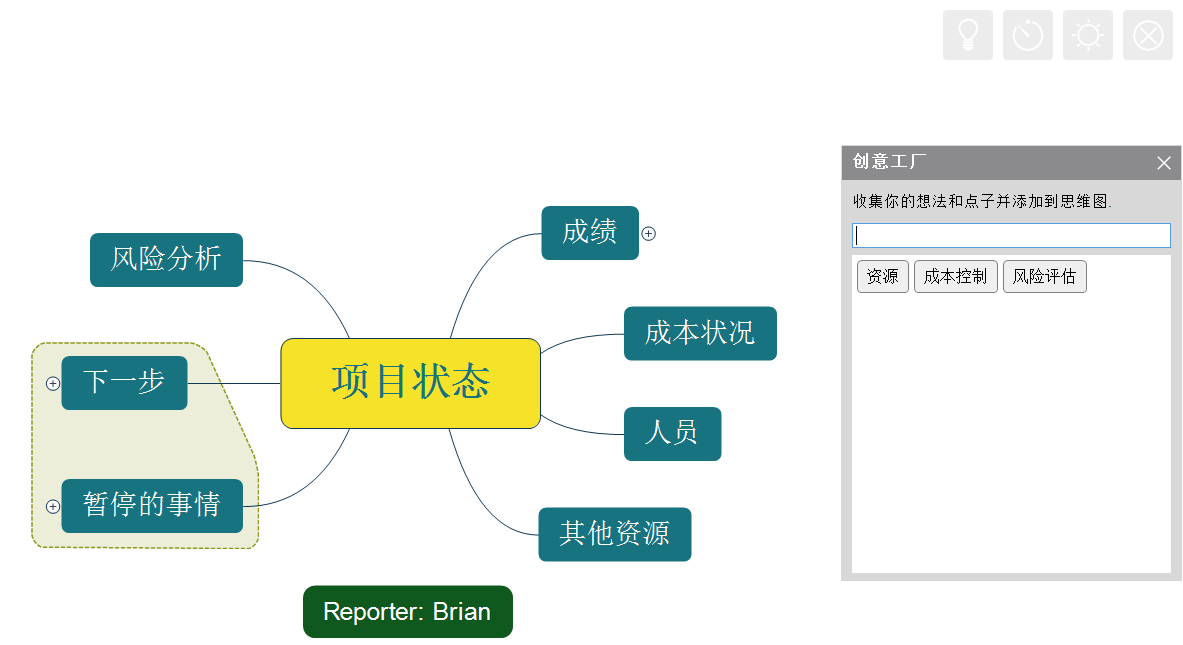 创意工厂
收集你的想法和点子并添加到思维图.
资源 成本控制 风险评估
成绩
风险分析
成本状况
项目状态
下一步
人员
暂停的事情
其他资源
Reporter: Brian